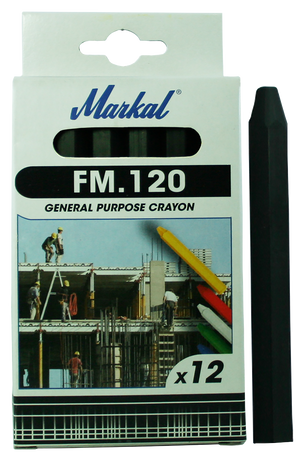 Markal®
FM.120
GENERAL PURPOSE CRAYON
x12